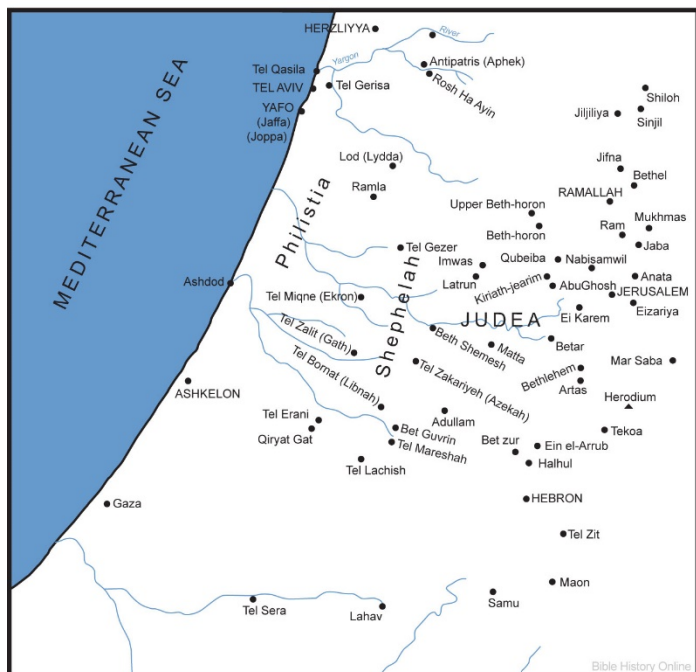 HERZLIYYA
River
Yargon
Tel Qasila
Antipatris (Aphek)
Rosh Ha Ayin
TEL AVIV
Tel Gerisa
YAFO
(Jaffa)
(Joppa)
Shiloh
Sinjil
Jiljiliya
MEDITERRANEAN SEA
Lod (Lydda)
Ramla
Jifna
Bethel
RAMALLAH
Upper Beth-horon
Beth-horon
Mukhmas
Ram
Jaba
Philistia
Tel Gezer
Imwas
Latrun
Qubeiba
Nabisamwil
Kiriath-jearim
AbuGhosh
Anata
JERUSALEM
Eizariya
Ashdod
Tel Miqne (Ekron)
Shephelah
JUDEA
Ei Karem
Tel Zalit (Gath)
Beth Shemesh
Matta
Betar
Tel Bornat (Libnah)
Tel Zakariyeh (Azekah)
Bethlehem
Artas
Mar Saba
ASHKELON
Herodium
Tel Erani
Qiryat Gat
Adullam
Bet Guvrin
Tel Mareshah
Tekoa
Bet zur
Ein el-Arrub
Halhul
Tel Lachish
HEBRON
Gaza
Tel Zit
Maon
Samu
Tel Sera
Lahav
Bible History Online